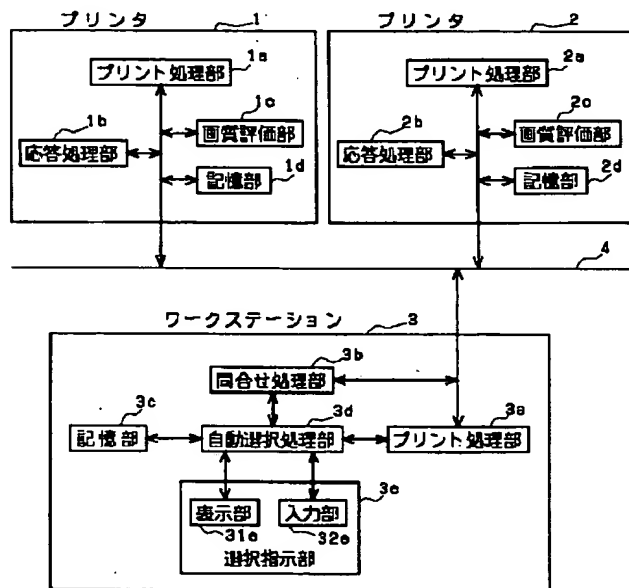 プリンタ 1
プリント処理部 1a
1c
画質評価部
1b
応答処理部
記憶部 1d
プリンタ 2
プリント処理部 2a
2c
画質評価部
2b
応答処理部
記憶部 2d
4
ワークステーション 3
3b
問合せ処理部
3c
記憶部
3d
自動選択処理部
3a
プリント処理部
3e
表示部
31e
入力部
32e
選択指示部